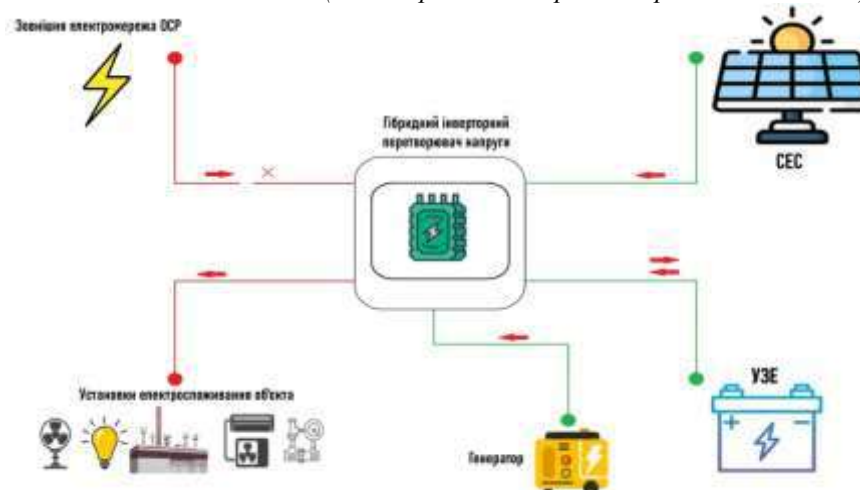 Зовнішня електромережа ОСР
Гібридний інверторний
перетворювач напруги
СЕС
Установки електроспоживання об'єкта
Генератор
УЗЕ